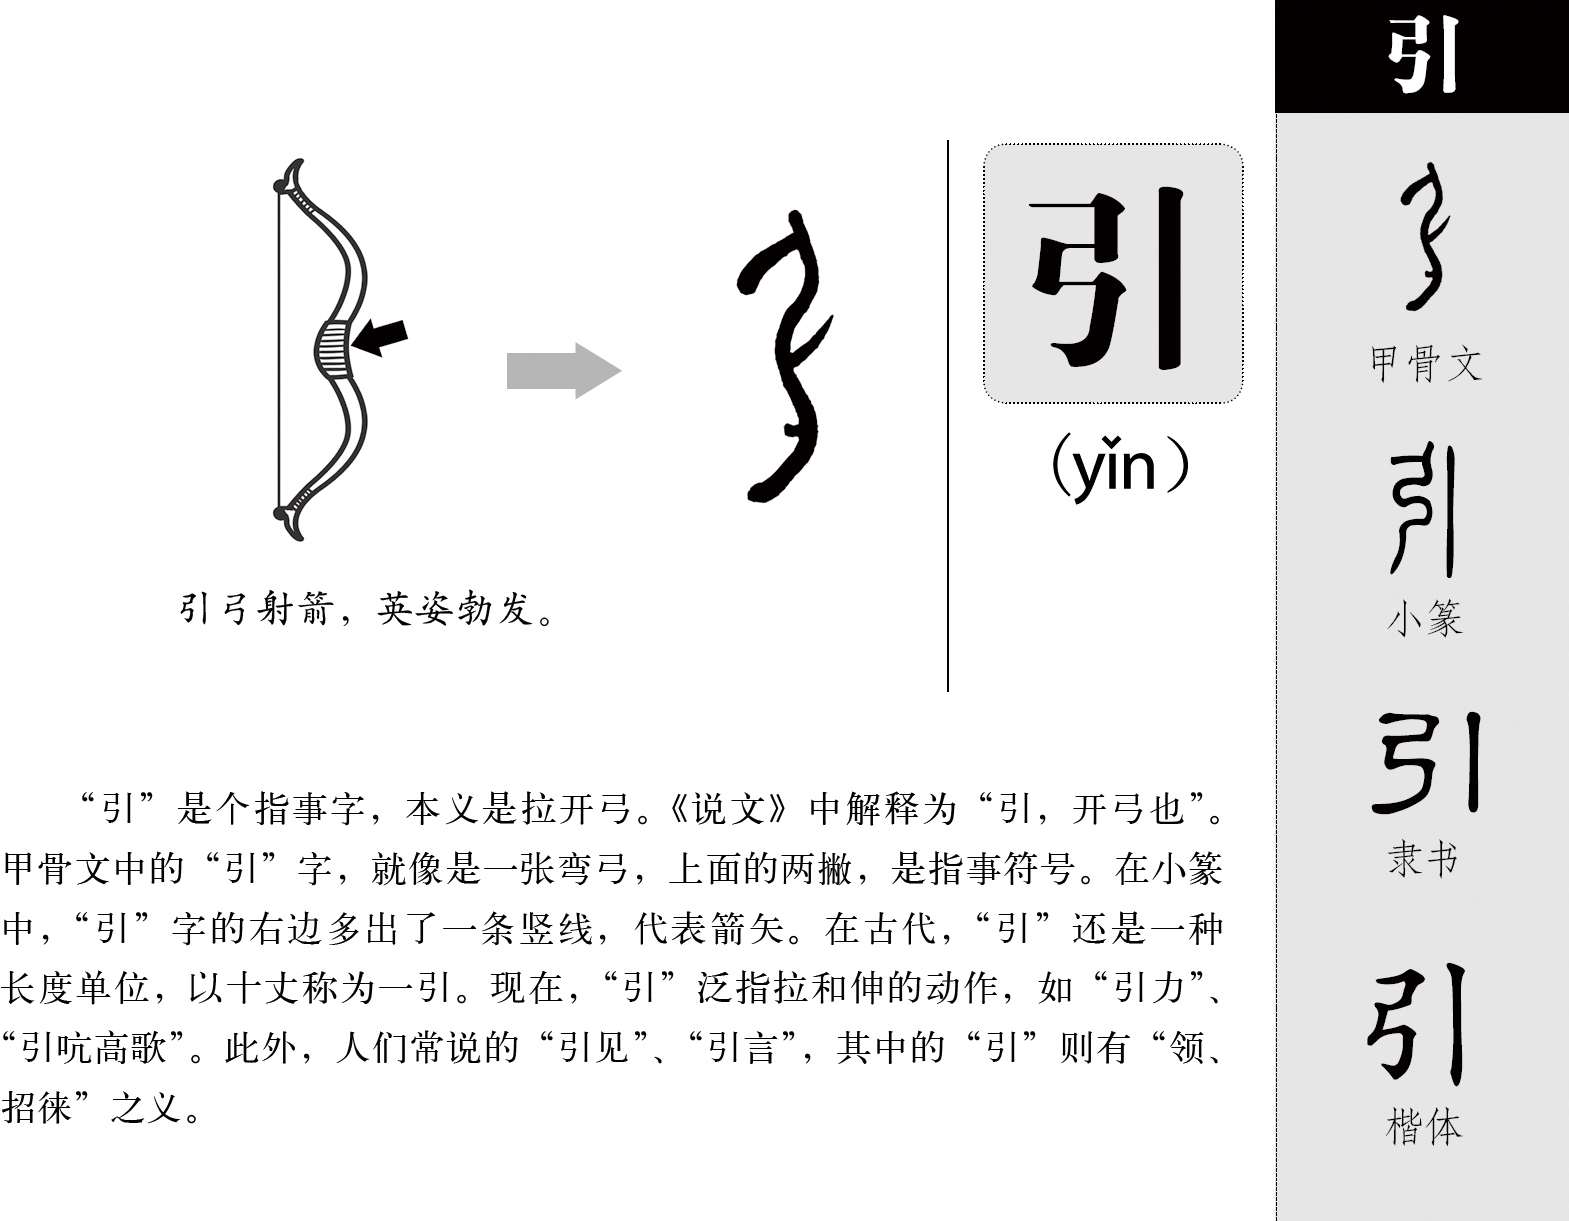 引
引
(yǐn)
引弓射箭，英姿勃发。
“引”是个指事字，本义是拉开弓。《说文》中解释为“引，开弓也”。
甲骨文中的“引”字，就像是一张弯弓，上面的两撇，是指事符号。在小篆
中，“引”字的右边多出了一条竖线，代表箭矢。在古代，“引”还是一种
长度单位，以十丈称为一引。现在，“引”泛指拉和伸的动作，如“引力”、
“引吭高歌”。此外，人们常说的“引见”、“引言”，其中的“引”则有“领、
招徕”之义。
引
甲骨文
引
小篆
引
隶书
引
楷体